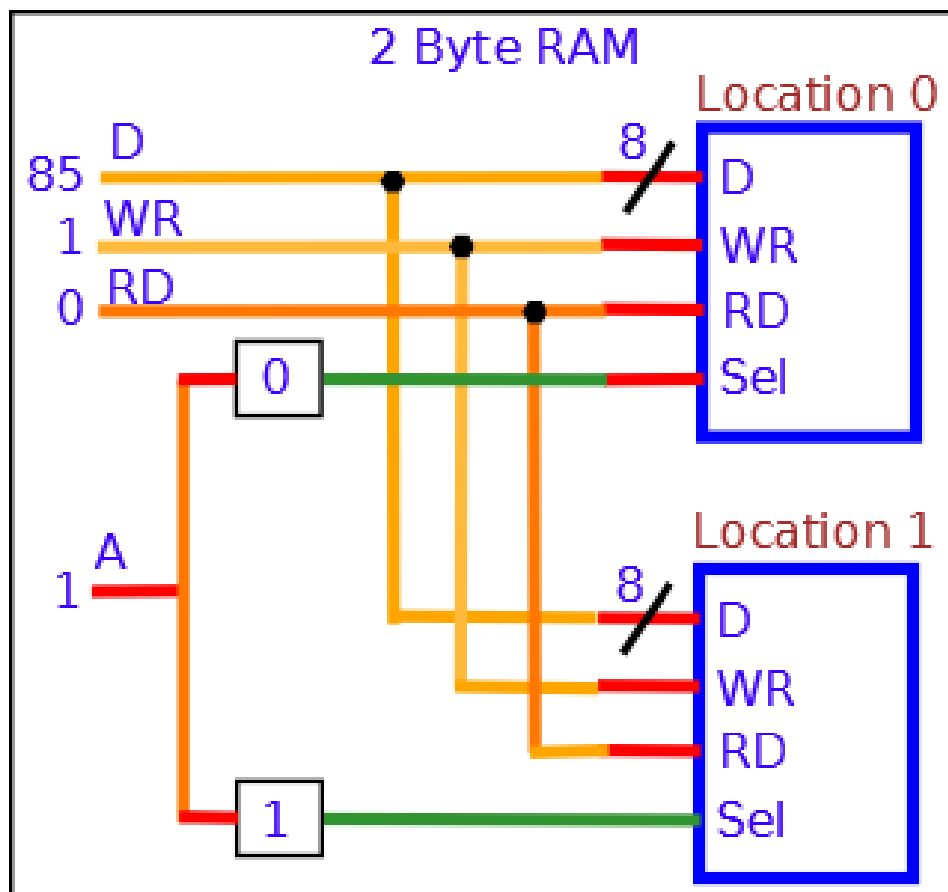 2 Byte RAM
Location 0
D
8
85
D
WR
1
WR
RD
0
RD
0
Sel
Location 1
A
1
8
D
WR
RD
1
Sel